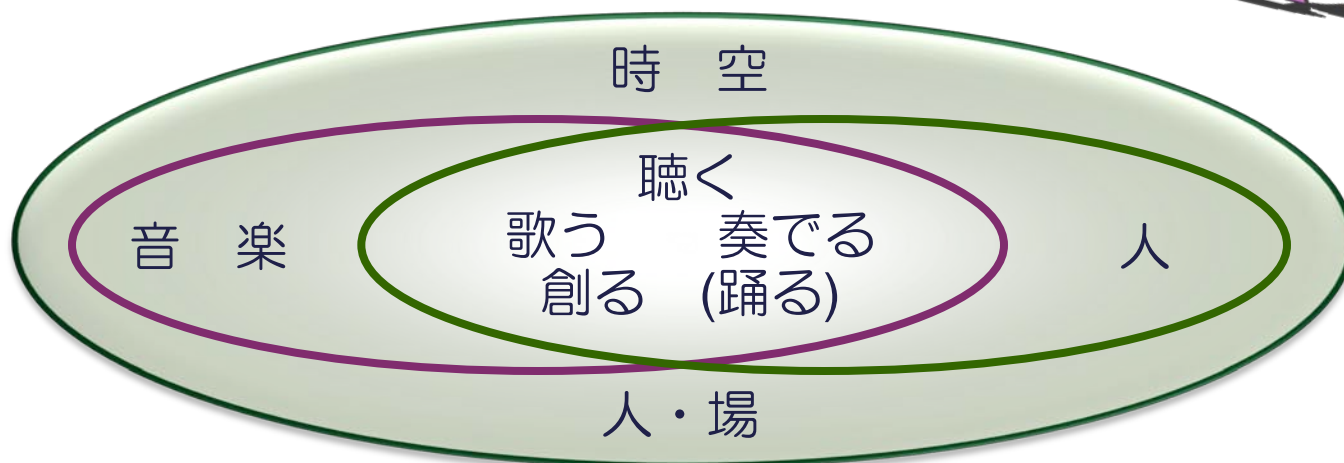 時 空
聴く
歌う 奏でる
音 楽
人
創る (踊る)
人・場